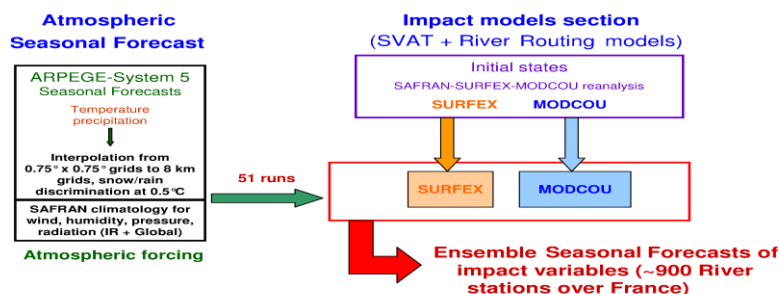 Atmospheric
Seasonal Forecast
ARPEGE-System 5
Seasonal Forecasts
Temperature
precipitation
Interpolation from
0.75° x 0.75° grids to 8 km
grids, snow/rain
discrimination at 0.5°C
SAFRAN climatology for
wind, humidity, pressure,
radiation (IR + Global)
Atmospheric forcing
51 runs
Impact models section
(SVAT + River Routing models)
Initial states
SAFRAN-SURFEX-MODCOU reanalysis
SURFEX MODCOU
SURFEX MODCOU
Ensemble Seasonal Forecasts of
impact variables (~900 River
stations over France)